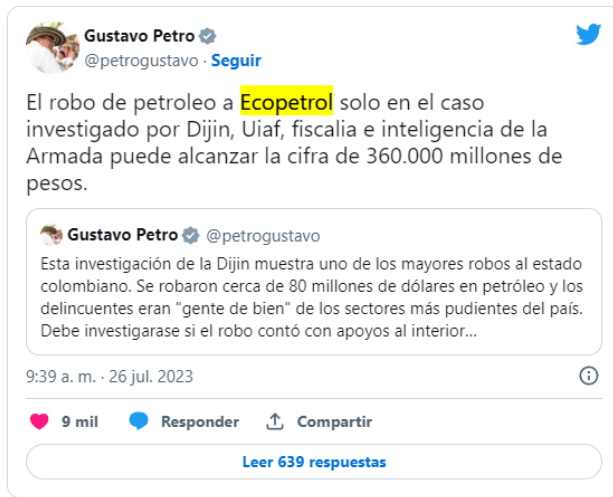 Gustavo Petro
@petrogustavo · Seguir
El robo de petroleo a Ecopetrol solo en el caso
investigado por Dijin, Uiaf, fiscalia e inteligencia de la
Armada puede alcanzar la cifra de 360.000 millones de
pesos.
Gustavo Petro @petrogustavo
Esta investigación de la Dijin muestra uno de los mayores robos al estado
colombiano. Se robaron cerca de 80 millones de dólares en petróleo y los
delincuentes eran "gente de bien" de los sectores más pudientes del país.
Debe investigarase si el robo contó con apoyos al interior...
9:39 a. m. · 26 jul. 2023
9 mil Responder Compartir
Leer 639 respuestas